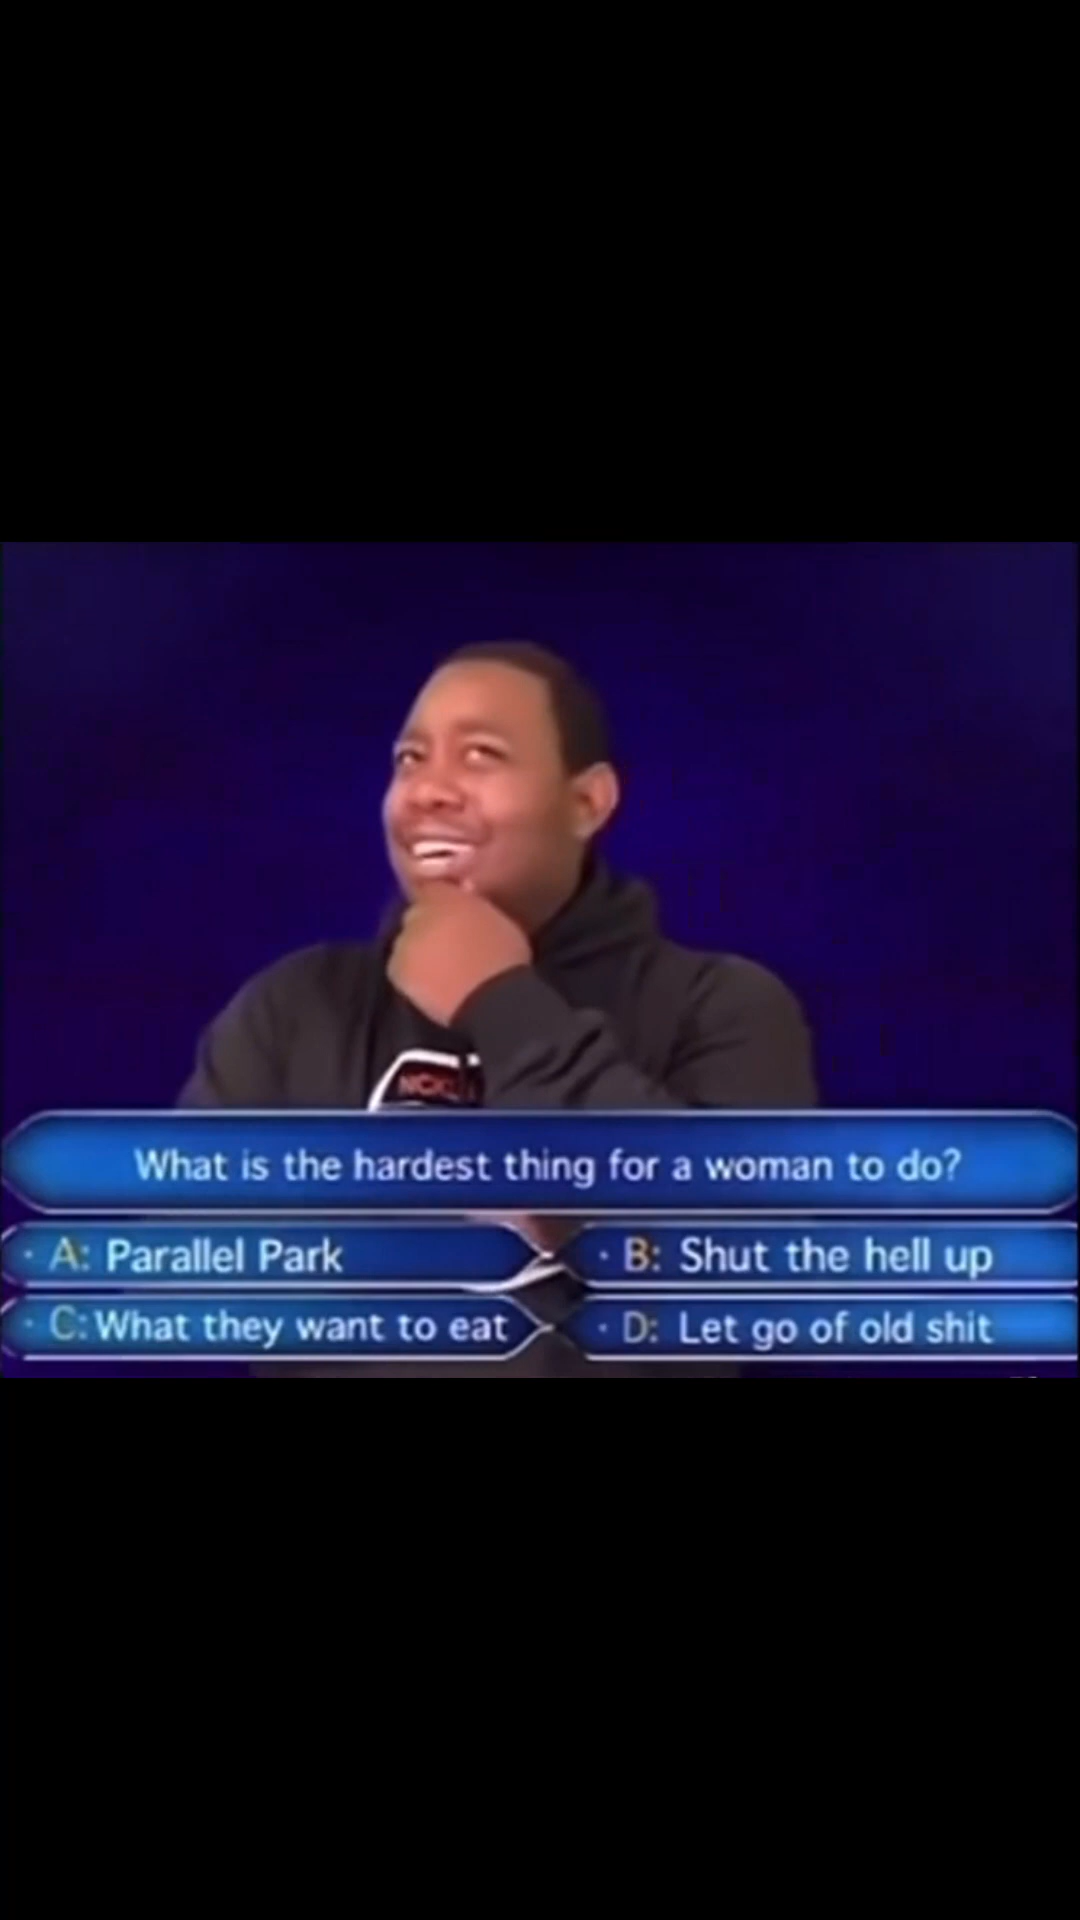 What is the hardest thing for a woman to do?
A: Parallel Park
B: Shut the hell up
C: What they want to eat
D: Let go of old shit